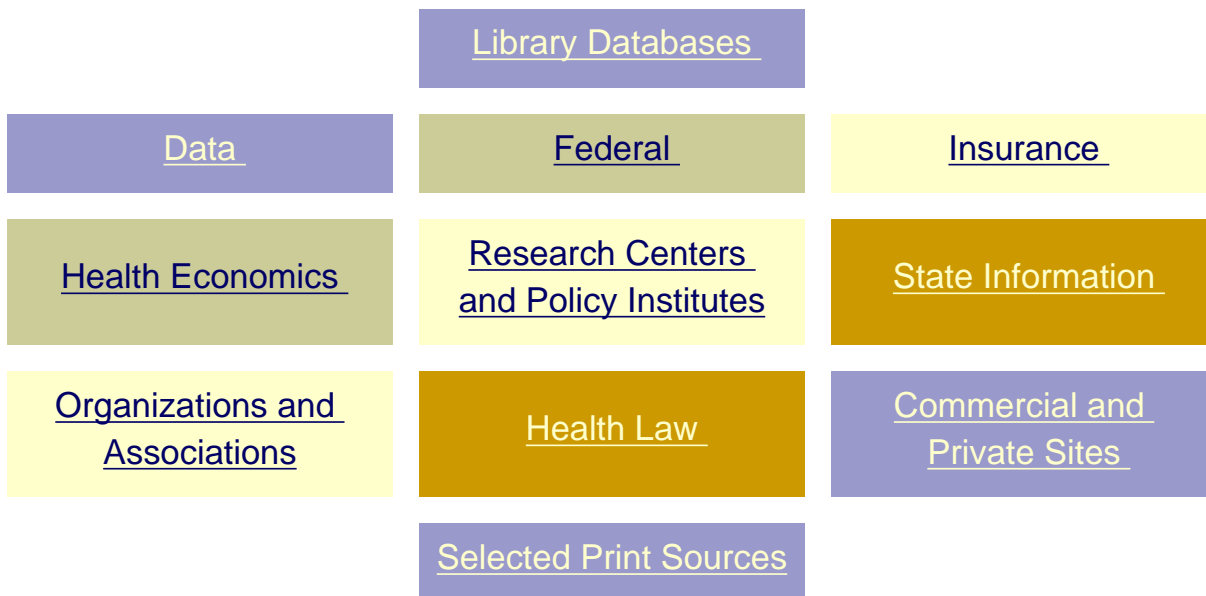 Library Databases
Data
Federal
Insurance
Health Economics
Research Centers
and Policy Institutes
State Information
Organizations and
Associations
Health Law
Commercial and
Private Sites
Selected Print Sources